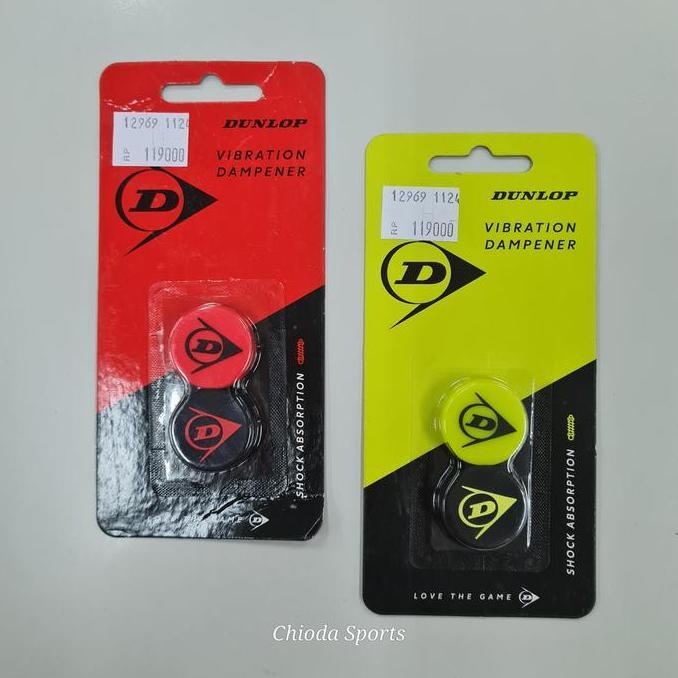 12969 1124
RP 119000
DUNLOP
VIBRATION
DAMPENER
D
D
D
SHOCK ABSORPTION
GAME D
12969 1124
RP 119000
DUNLOP
VIBRATION
DAMPENER
D
D
D
SHOCK ABSORPTION
LOVE THE GAME D
Chioda Sports